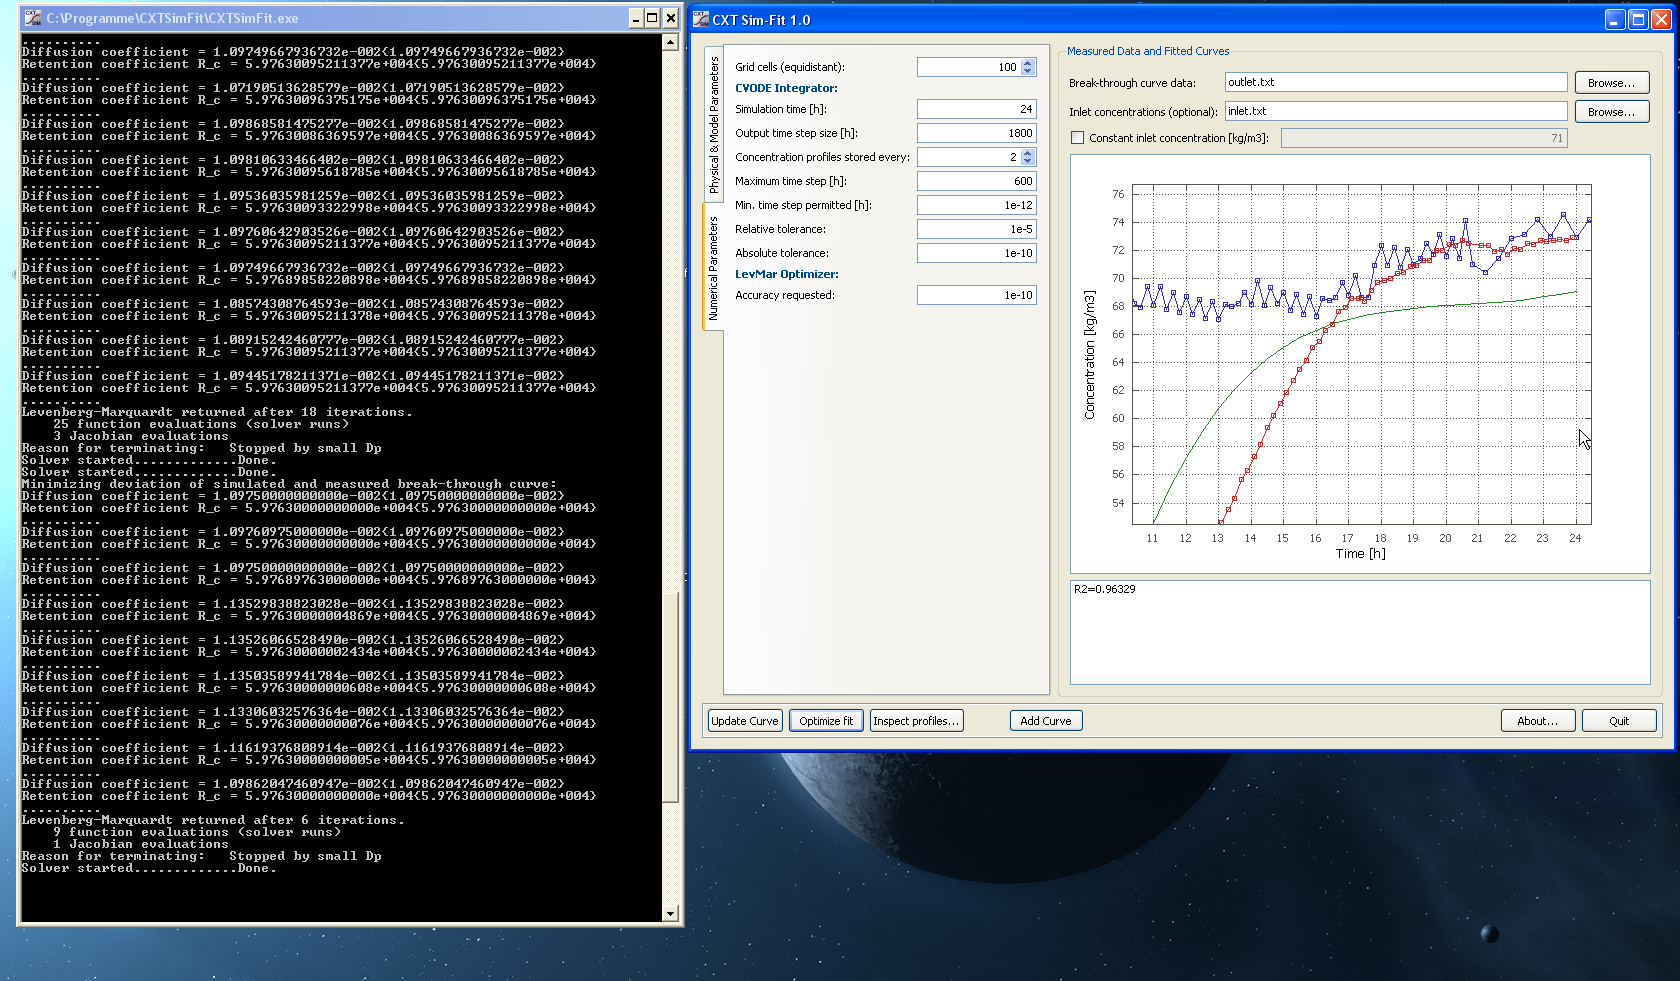 C:\Programme\CXTSimFit\CXTSimFit.exe
..........
Diffusion coefficient = 1.09749667936732e-002{1.09749667936732e-002}
Retention coefficient R_c = 5.97630095211377e+004{5.97630095211377e+004}
..........
Diffusion coefficient = 1.07190513628579e-002{1.07190513628579e-002}
Retention coefficient R_c = 5.97630096375175e+004{5.97630096375175e+004}
..........
Diffusion coefficient = 1.09868581475277e-002{1.09868581475277e-002}
Retention coefficient R_c = 5.97630086369597e+004{5.97630086369597e+004}
..........
Diffusion coefficient = 1.09810633466402e-002{1.09810633466402e-002}
Retention coefficient R_c = 5.97630095618785e+004{5.97630095618785e+004}
..........
Diffusion coefficient = 1.09536035981259e-002{1.09536035981259e-002}
Retention coefficient R_c = 5.97630093322998e+004{5.97630093322998e+004}
..........
Diffusion coefficient = 1.09760642903526e-002{1.09760642903526e-002}
Retention coefficient R_c = 5.97630095211377e+004{5.97630095211377e+004}
..........
Diffusion coefficient = 1.09749667936732e-002{1.09749667936732e-002}
Retention coefficient R_c = 5.97689858220898e+004{5.97689858220898e+004}
..........
Diffusion coefficient = 1.08574308764593e-002{1.08574308764593e-002}
Retention coefficient R_c = 5.97630095211378e+004{5.97630095211378e+004}
..........
Diffusion coefficient = 1.08915242460777e-002{1.08915242460777e-002}
Retention coefficient R_c = 5.97630095211377e+004{5.97630095211377e+004}
..........
Diffusion coefficient = 1.09445178211371e-002{1.09445178211371e-002}
Retention coefficient R_c = 5.97630095211377e+004{5.97630095211377e+004}
..........
Levenberg-Marquardt returned after 18 iterations.
25 function evaluations (solver runs)
3 Jacobian evaluations
Reason for terminating: Stopped by small Dp
Solver started.............Done.
Solver started.............Done.
Minimizing deviation of simulated and measured break-through curve:
Diffusion coefficient = 1.09750000000000e-002{1.09750000000000e-002}
Retention coefficient R_c = 5.97630000000000e+004{5.97630000000000e+004}
..........
Diffusion coefficient = 1.09760975000000e-002{1.09760975000000e-002}
Retention coefficient R_c = 5.97630000000000e+004{5.97630000000000e+004}
..........
Diffusion coefficient = 1.09750000000000e-002{1.09750000000000e-002}
Retention coefficient R_c = 5.97689763000000e+004{5.97689763000000e+004}
..........
Diffusion coefficient = 1.13529838823028e-002{1.13529838823028e-002}
Retention coefficient R_c = 5.97630000004869e+004{5.97630000004869e+004}
..........
Diffusion coefficient = 1.13526066528490e-002{1.13526066528490e-002}
Retention coefficient R_c = 5.97630000002434e+004{5.97630000002434e+004}
..........
Diffusion coefficient = 1.13503589941784e-002{1.13503589941784e-002}
Retention coefficient R_c = 5.97630000000608e+004{5.97630000000608e+004}
..........
Diffusion coefficient = 1.13306032576364e-002{1.13306032576364e-002}
Retention coefficient R_c = 5.97630000000076e+004{5.97630000000076e+004}
..........
Diffusion coefficient = 1.11619376808914e-002{1.11619376808914e-002}
Retention coefficient R_c = 5.97630000000005e+004{5.97630000000005e+004}
..........
Diffusion coefficient = 1.09862047460947e-002{1.09862047460947e-002}
Retention coefficient R_c = 5.97630000000000e+004{5.97630000000000e+004}
..........
Levenberg-Marquardt returned after 6 iterations.
9 function evaluations (solver runs)
1 Jacobian evaluations
Reason for terminating: Stopped by small Dp
Solver started.............Done.
CXT Sim-Fit 1.0
Physical & Model Parameters
Numerical Parameters
Grid cells (equidistant): 100
CVODE Integrator:
Simulation time [h]: 24
Output time step size [h]: 1800
Concentration profiles stored every: 2
Maximum time step [h]: 600
Min. time step permitted [h]: 1e-12
Relative tolerance: 1e-5
Absolute tolerance: 1e-10
LevMar Optimizer:
Accuracy requested: 1e-10
Measured Data and Fitted Curves
Break-through curve data: outlet.txt Browse...
Inlet concentrations (optional): inlet.txt Browse...
Constant inlet concentration [kg/m3]: 71
76
74
72
70
68
66
64
62
60
58
56
54
Concentration [kg/m3]
11 12 13 14 15 16 17 18 19 20 21 22 23 24
Time [h]
R2=0.96329
Update Curve Optimize fit Inspect profiles... Add Curve About... Quit